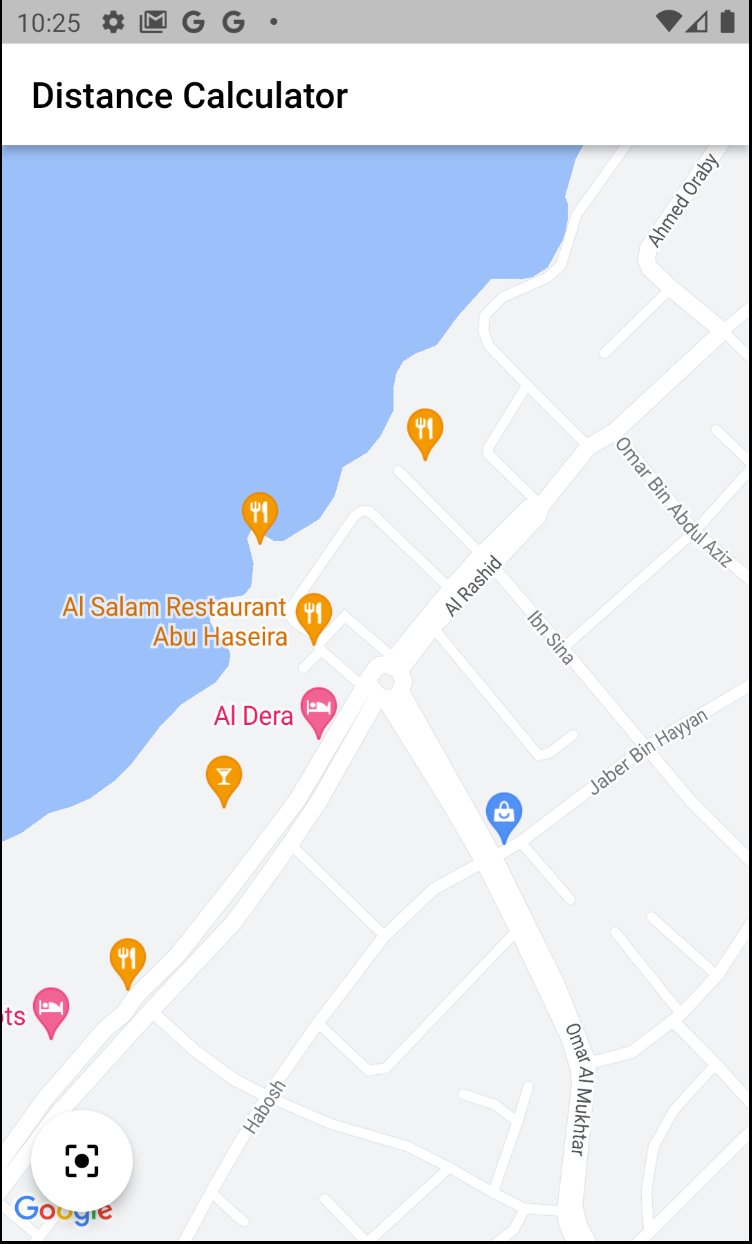 10:25
Distance Calculator
Ahmed Oraby
Omar Bin Abdul Aziz
Al Rashid
Al Salam Restaurant
Abu Haseira
Ibn Sina
Al Dera
Jaber Bin Hayyan
ots
Omar Al Mukhtar
Habosh
Google